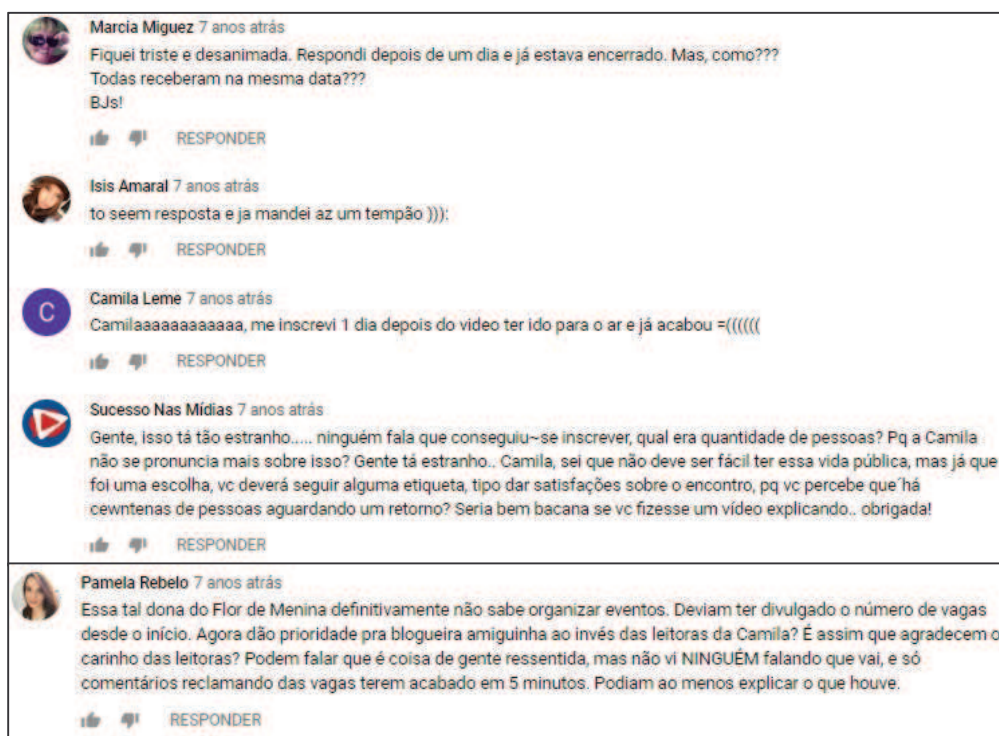 Marcia Miguez 7 anos atrás
Fiquei triste e desanimada. Respondi depois de um dia e já estava encerrado. Mas, como???
Todas receberam na mesma data???
BJs!
RESPONDER
Isis Amaral 7 anos atrás
to seem resposta e ja mandei az um tempão ))):
RESPONDER
C
Camila Leme 7 anos atrás
Camilaaaaaaaaaaaaa, me inscrevi 1 dia depois do video ter ido para o ar e já acabou =((((((
RESPONDER
Sucesso Nas Mídias 7 anos atrás
Gente, isso tá tão estranho..... ninguém fala que conseguiu~se inscrever, qual era quantidade de pessoas? Pq a Camila
não se pronuncia mais sobre isso? Gente tá estranho.. Camila, sei que não deve ser fácil ter essa vida pública, mas já que
foi uma escolha, vc deverá seguir alguma etiqueta, tipo dar satisfações sobre o encontro, pq vc percebe que´há
cewntenas de pessoas aguardando um retorno? Seria bem bacana se vc fizesse um vídeo explicando.. obrigada!
RESPONDER
Pamela Rebelo 7 anos atrás
Essa tal dona do Flor de Menina definitivamente não sabe organizar eventos. Deviam ter divulgado o número de vagas
desde o início. Agora dão prioridade pra blogueira amiguinha ao invés das leitoras da Camila? É assim que agradecem o
carinho das leitoras? Podem falar que é coisa de gente ressentida, mas não vi NINGUÉM falando que vai, e só
comentários reclamando das vagas terem acabado em 5 minutos. Podiam ao menos explicar o que houve.
RESPONDER